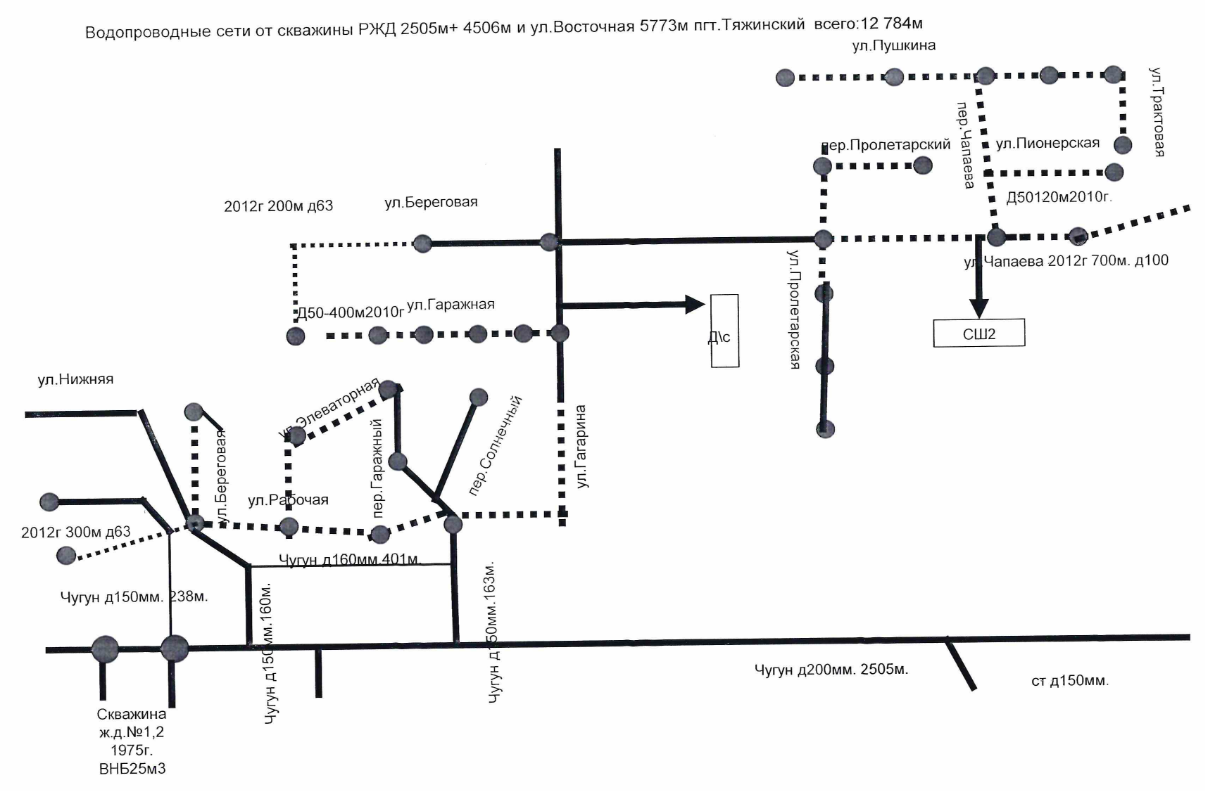 Водопроводные сети от скважины РЖД 2505м+ 4506м и ул.Восточная 5773м пгт.Тяжинский всего:12 784м
ул.Пушкина
ул.Трактовая
пер.Чапаева
пер.Пролетарский
ул.Пионерская
Д50120м2010г.
2012г 200м д63
ул.Береговая
ул.Чапаева 2012г 700м. д100
ул.Пролетарская
Д50-400м2010г
ул.Гаражная
Д\с
СШ2
ул.Нижняя
ул.Элеваторная
пер.Гаражный
пер.Солнечный
ул.Гагарина
ул.Береговая
ул.Рабочая
2012г 300м д63
Чугун д160мм.401м.
Чугун д150мм. 238м.
Чугун д150мм.160м.
Чугун д150мм.163м.
Чугун д200мм. 2505м.
ст д150мм.
Скважина
ж.д.№1,2
1975г.
ВНБ25м3